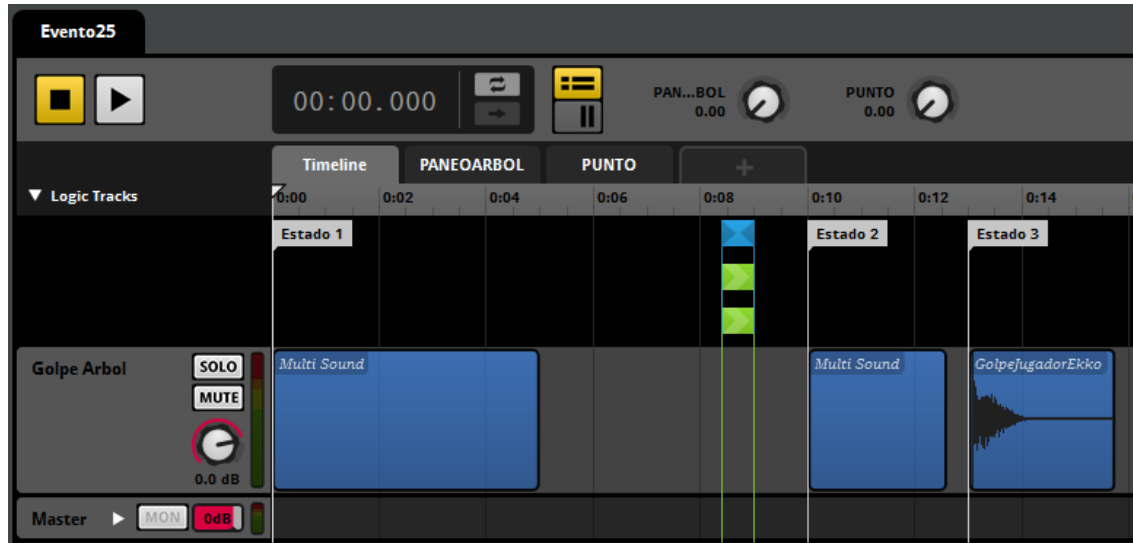 Evento25
00:00.000
PAN...BOL
0.00
PUNTO
0.00
Timeline PANEOARBOL PUNTO +
Logic Tracks
0:00 0:02 0:04 0:06 0:08 0:10 0:12 0:14
Estado 1 Estado 2 Estado 3
Golpe Arbol
SOLO
MUTE
0.0 dB
Multi Sound Multi Sound GolpeJugadorEkko
Master MON 0dB